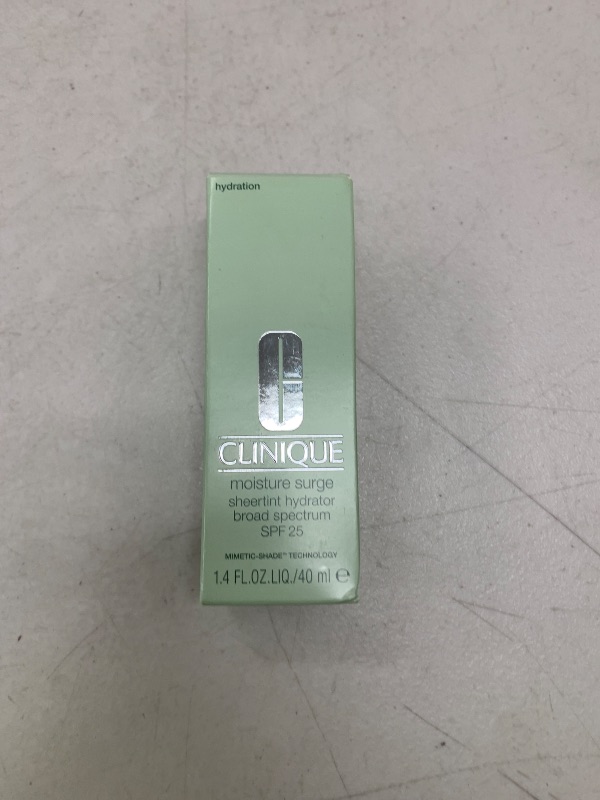 hydration
CLINIQUE
moisture surge
sheertint hydrator
broad spectrum
SPF 25
MIMETIC-SHADE™ TECHNOLOGY
1.4 FL.OZ.LIQ./40 ml ℮